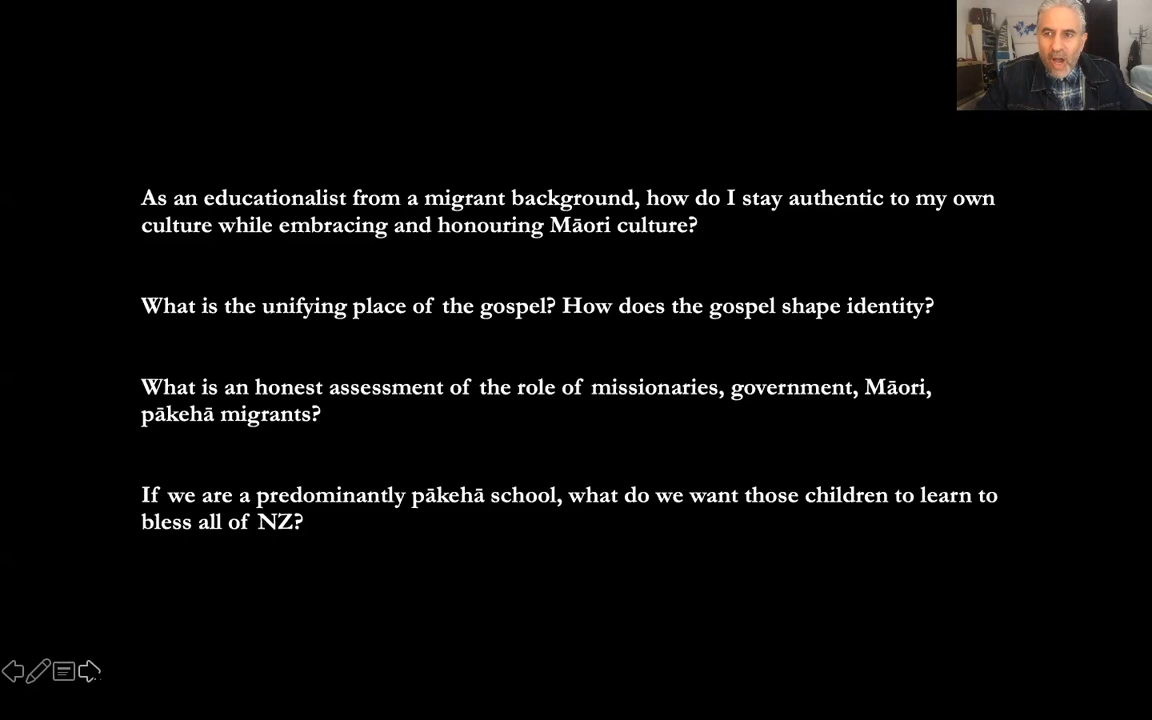 As an educationalist from a migrant background, how do I stay authentic to my own
culture while embracing and honouring Māori culture?
What is the unifying place of the gospel? How does the gospel shape identity?
What is an honest assessment of the role of missionaries, government, Māori,
pākehā migrants?
If we are a predominantly pākehā school, what do we want those children to learn to
bless all of NZ?